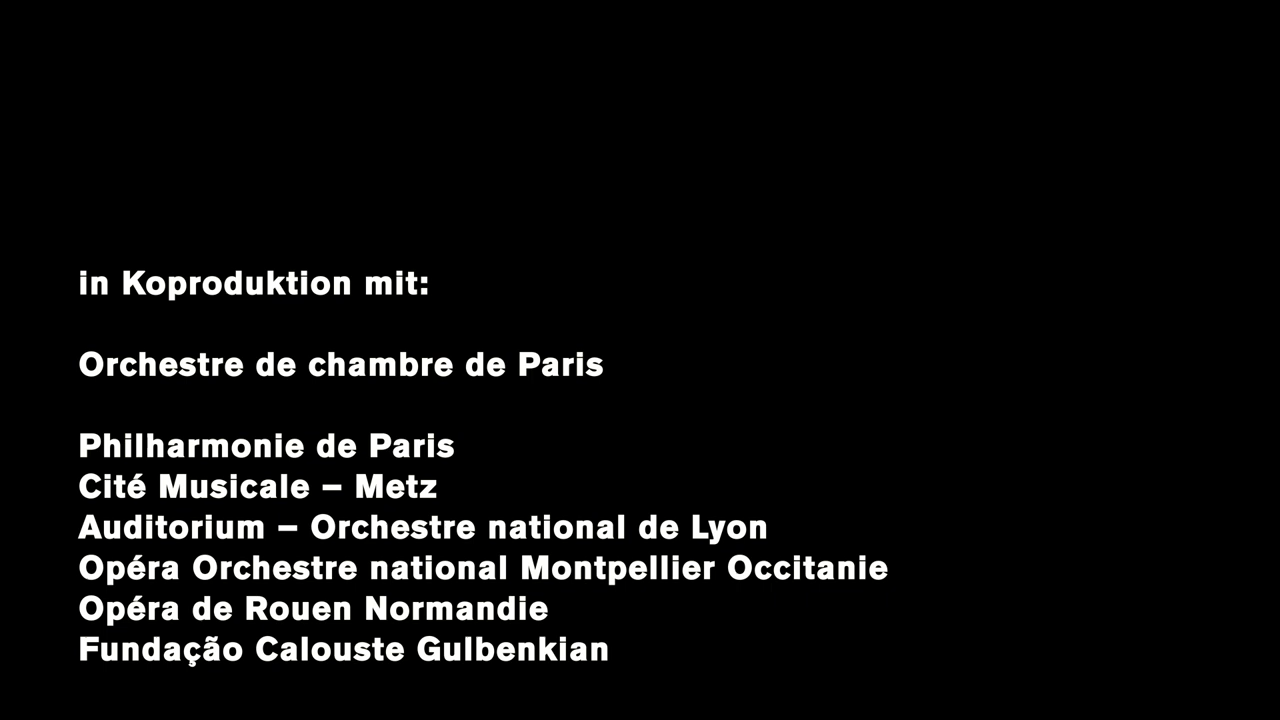 in Koproduktion mit:
Orchestre de chambre de Paris
Philharmonie de Paris
Cité Musicale – Metz
Auditorium – Orchestre national de Lyon
Opéra Orchestre national Montpellier Occitanie
Opéra de Rouen Normandie
Fundação Calouste Gulbenkian